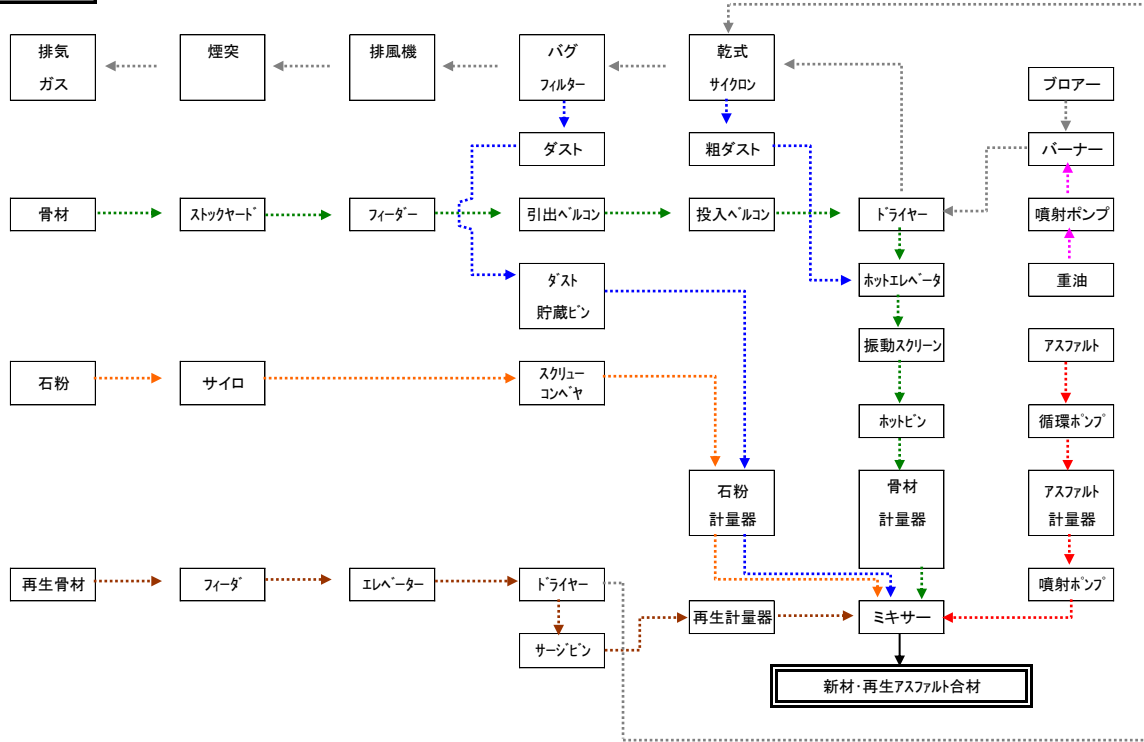 排気
ガス
煙突
排風機
バグ
フィルター
乾式
サイクロン
ブロアー
ダスト
粗ダスト
バーナー
骨材
ストックヤード
フィーダー
引出ベルコン
投入ベルコン
ドライヤー
噴射ポンプ
ダスト
貯蔵ビン
ホットエレベータ
重油
振動スクリーン
アスファルト
石粉
サイロ
スクリュー
コンベヤ
ホットビン
循環ポンプ
石粉
計量器
骨材
計量器
アスファルト
計量器
再生骨材
フィーダ
エレベーター
ドライヤー
噴射ポンプ
サージビン
再生計量器
ミキサー
新材・再生アスファルト合材